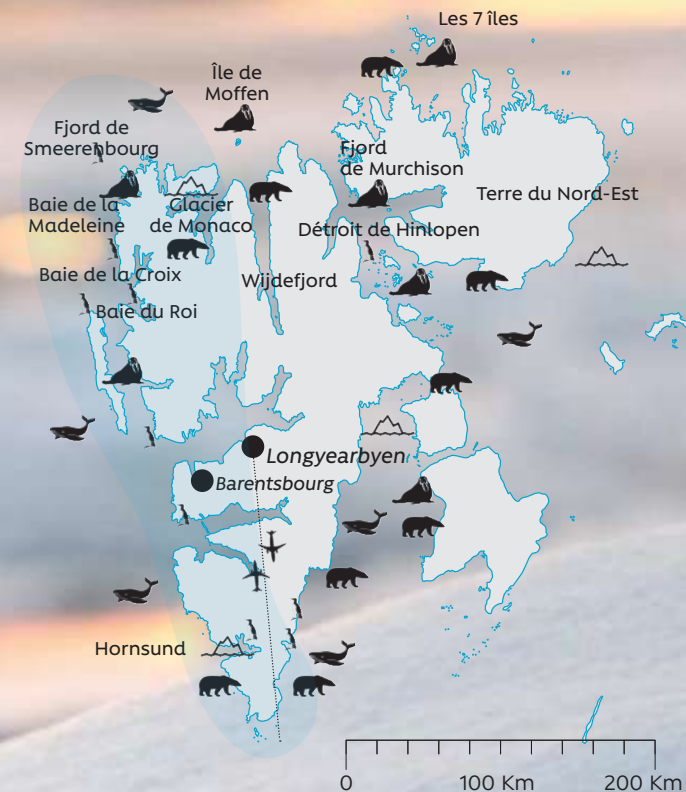 Les 7 îles
Île de
Moffen
Fjord de
Smeerenbourg
Fjord
de Murchison
Terre du Nord-Est
Baie de la
Madeleine
Glacier
de Monaco
Détroit de Hinlopen
Baie de la Croix
Wijdefjord
Baie du Roi
Longyearbyen
Barentsbourg
Hornsund
0
100 Km
200 Km